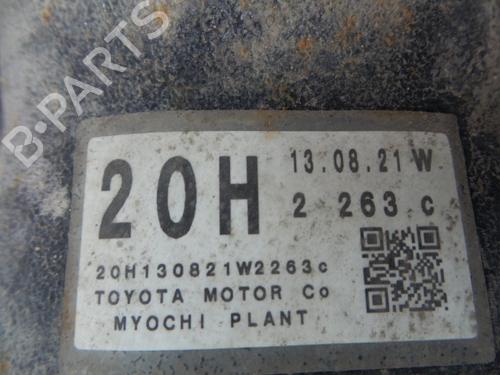 B-PARTS
20H 13.08.21 W
2 263 c
20H130821W2263c
TOYOTA MOTOR Co
MYOCHI PLANT